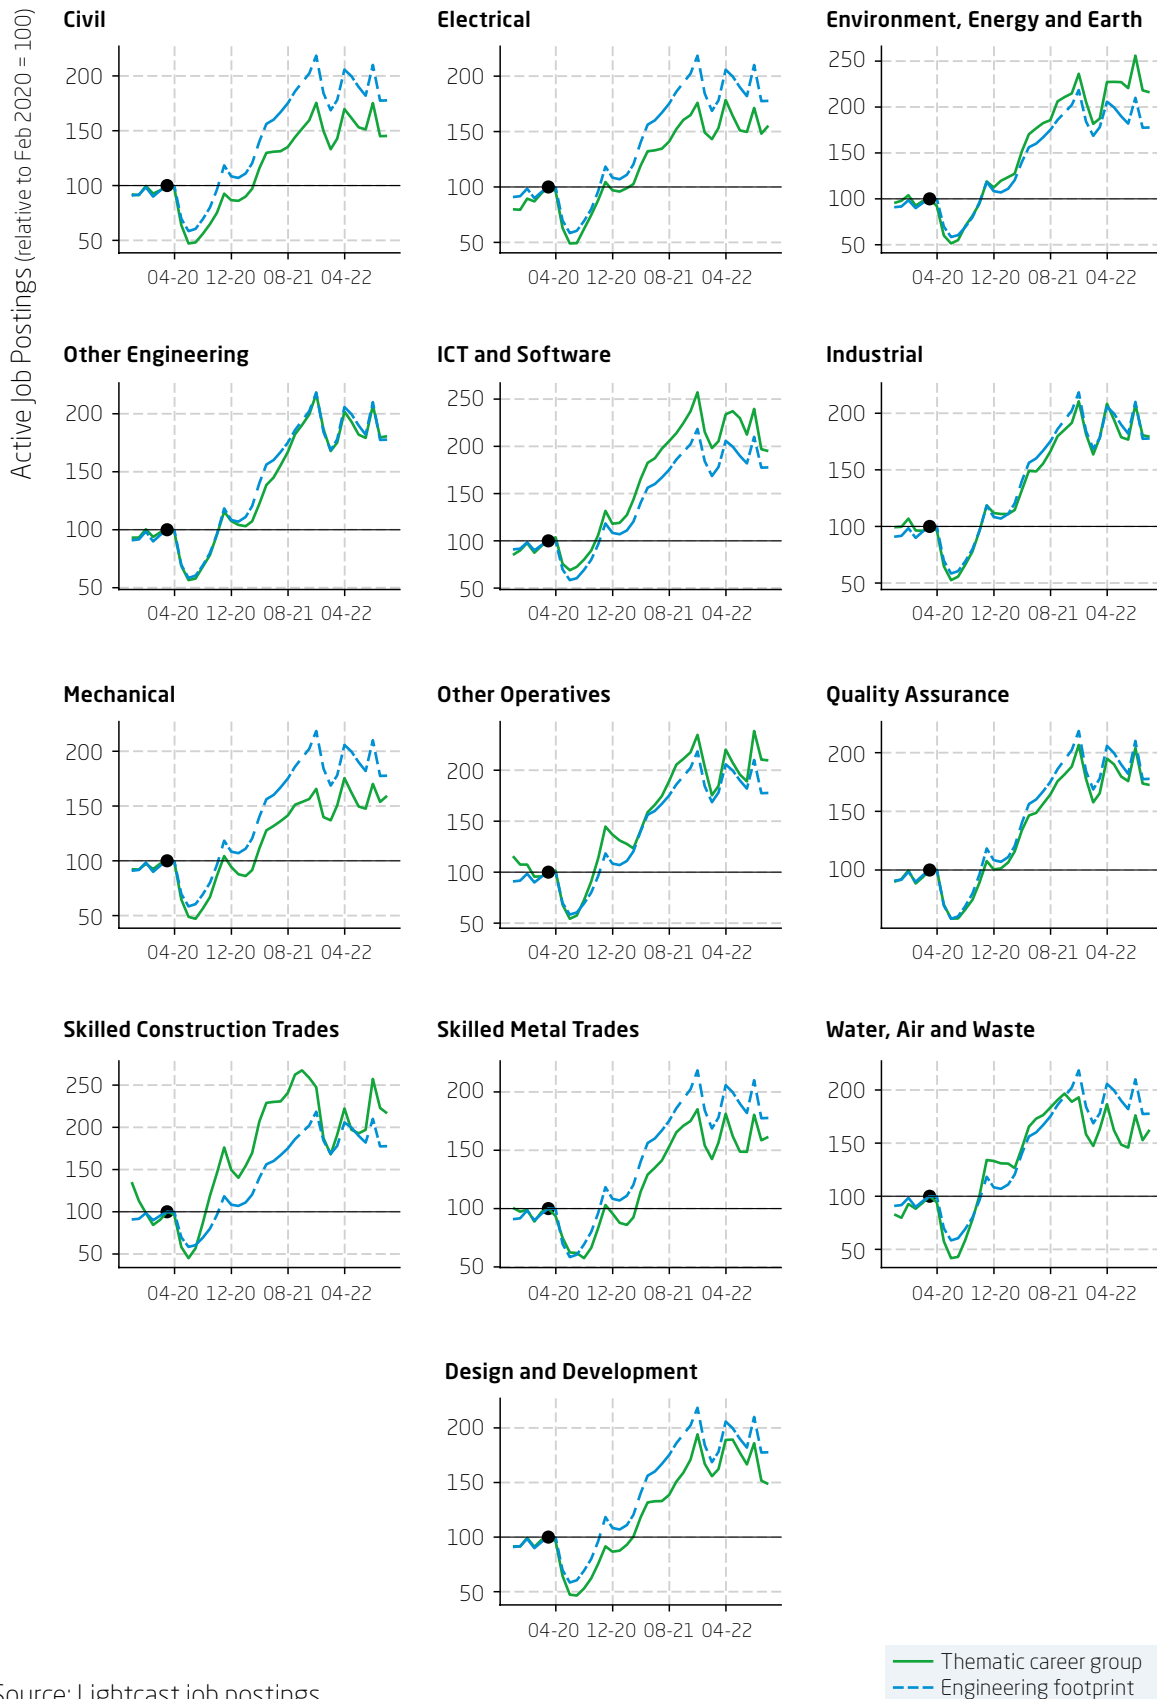 Active Job Postings (relative to Feb 2020 = 100)
Civil
Electrical
Environment, Energy and Earth
200
150
100
50
04-20 12-20 08-21 04-22
200
150
100
50
04-20 12-20 08-21 04-22
250
200
150
100
50
04-20 12-20 08-21 04-22
Other Engineering
ICT and Software
Industrial
200
150
100
50
04-20 12-20 08-21 04-22
250
200
150
100
50
04-20 12-20 08-21 04-22
200
150
100
50
04-20 12-20 08-21 04-22
Mechanical
Other Operatives
Quality Assurance
200
150
100
50
04-20 12-20 08-21 04-22
200
150
100
50
04-20 12-20 08-21 04-22
200
150
100
04-20 12-20 08-21 04-22
Skilled Construction Trades
Skilled Metal Trades
Water, Air and Waste
250
200
150
100
50
04-20 12-20 08-21 04-22
200
150
100
50
04-20 12-20 08-21 04-22
200
150
100
50
04-20 12-20 08-21 04-22
Design and Development
200
150
100
50
04-20 12-20 08-21 04-22
Thematic career group
Engineering footprint
Source: Lightcast job postings